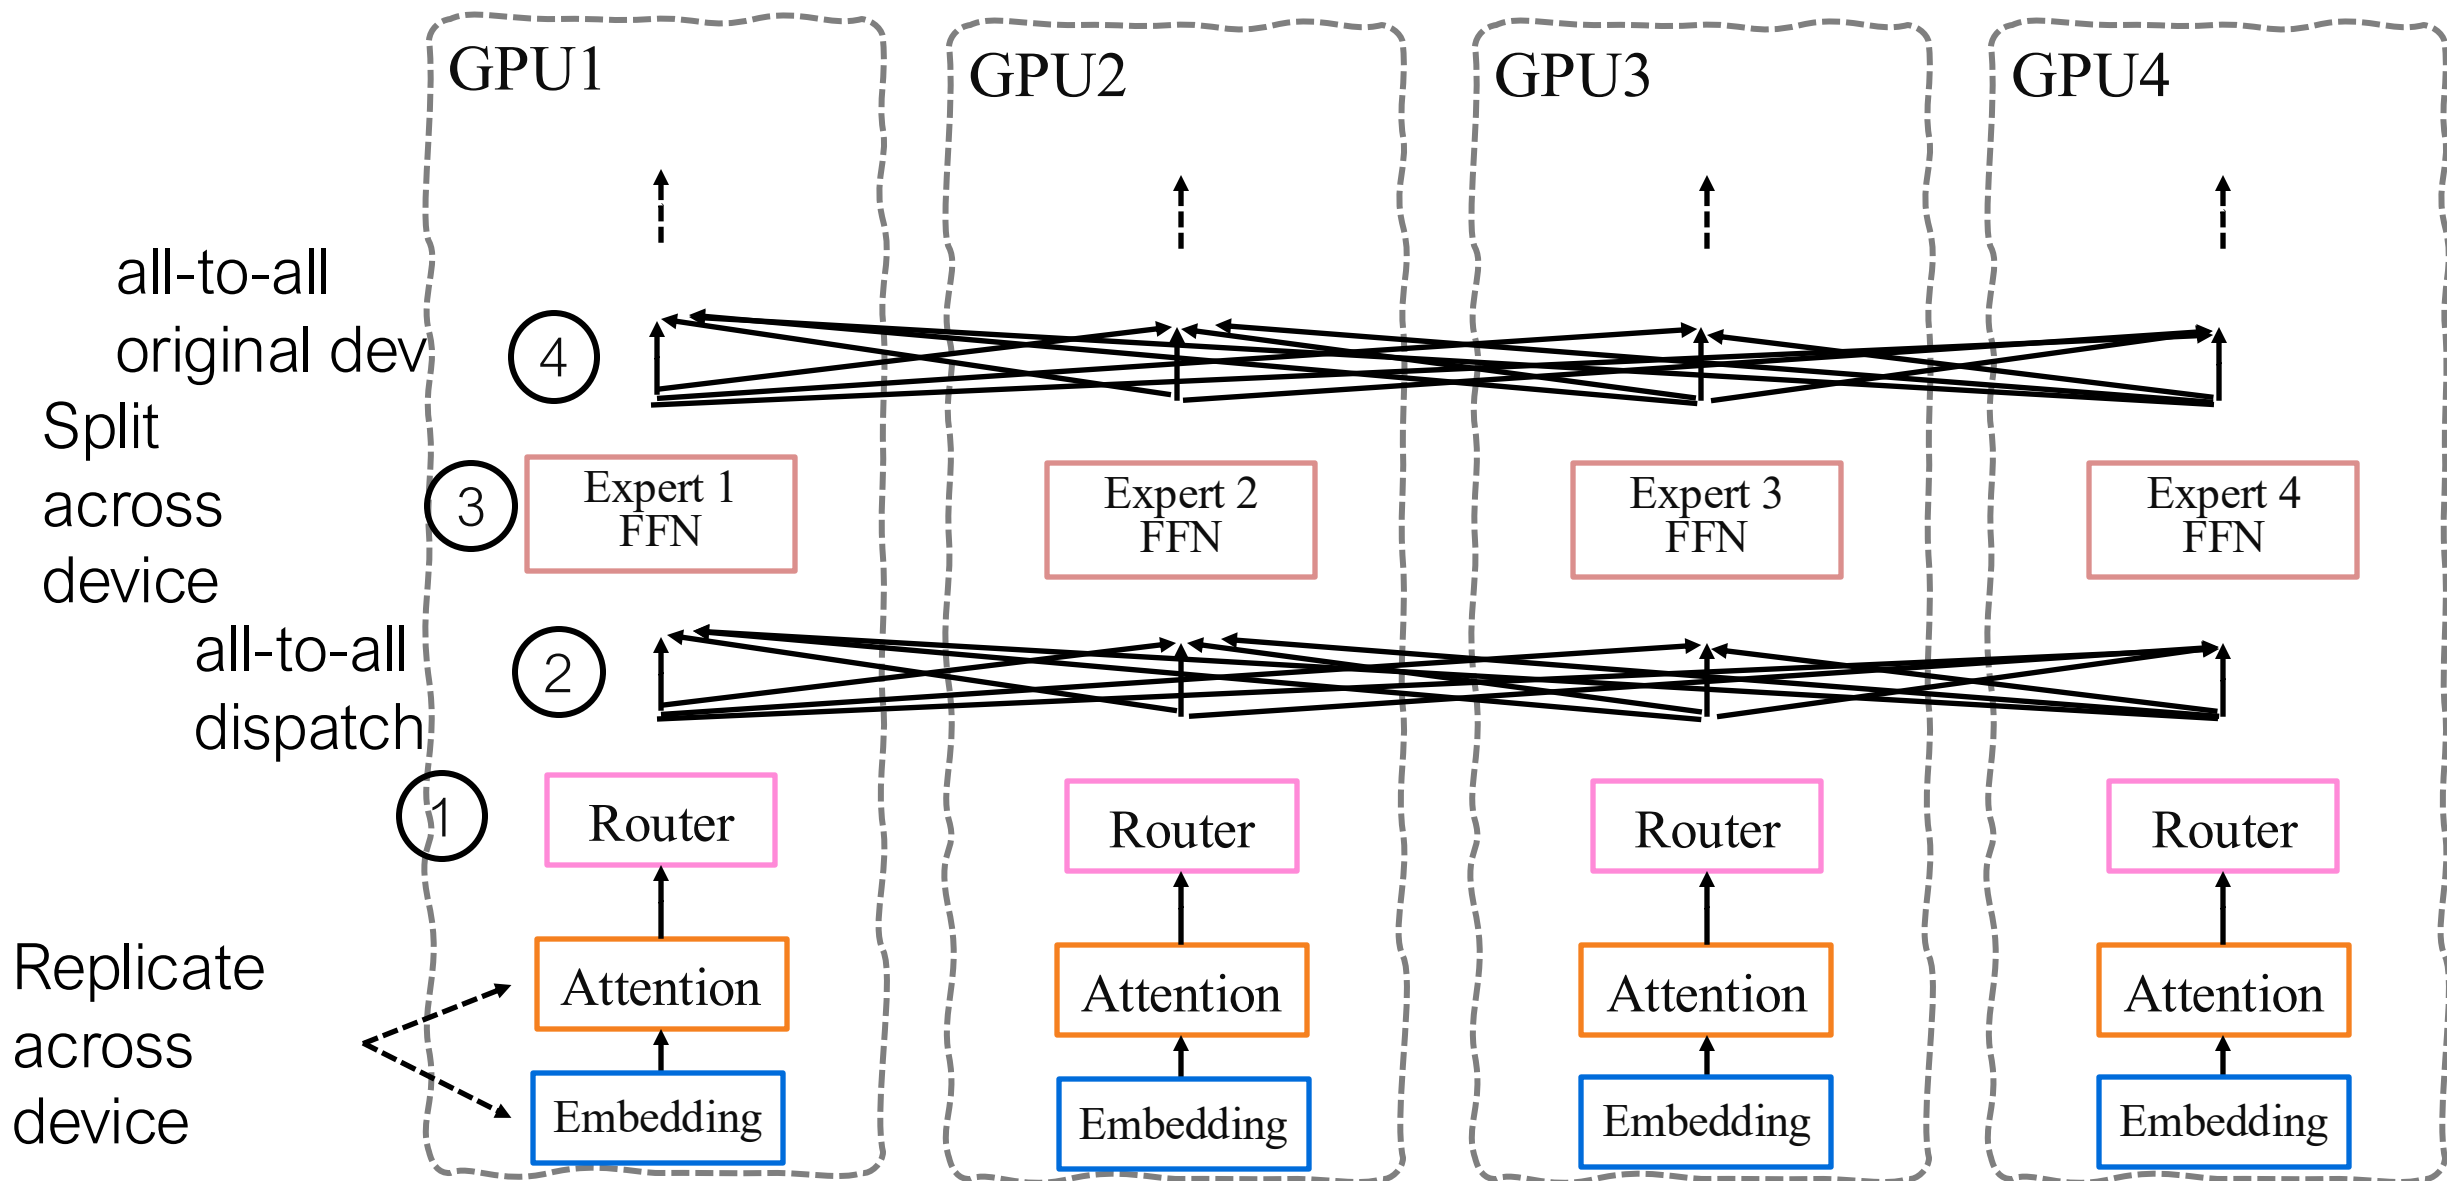 GPU1
GPU2
GPU3
GPU4
all-to-all
original dev
4
Split
across
device
3
Expert 1
FFN
Expert 2
FFN
Expert 3
FFN
Expert 4
FFN
all-to-all
dispatch
2
1
Router
Router
Router
Router
Replicate
across
device
Attention
Attention
Attention
Attention
Embedding
Embedding
Embedding
Embedding